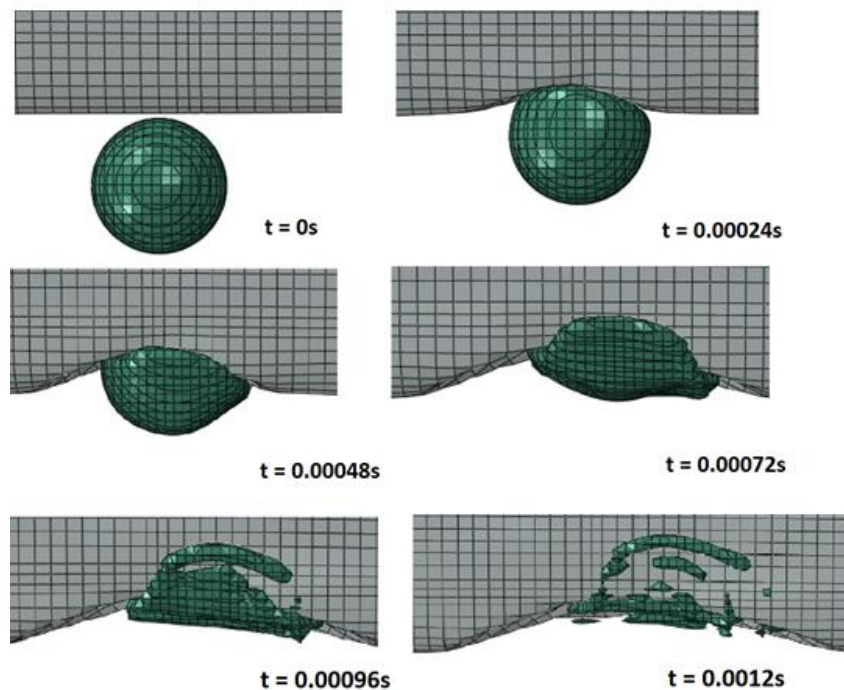 t = 0s
t = 0.00024s
t = 0.00048s
t = 0.00072s
t = 0.00096s
t = 0.0012s